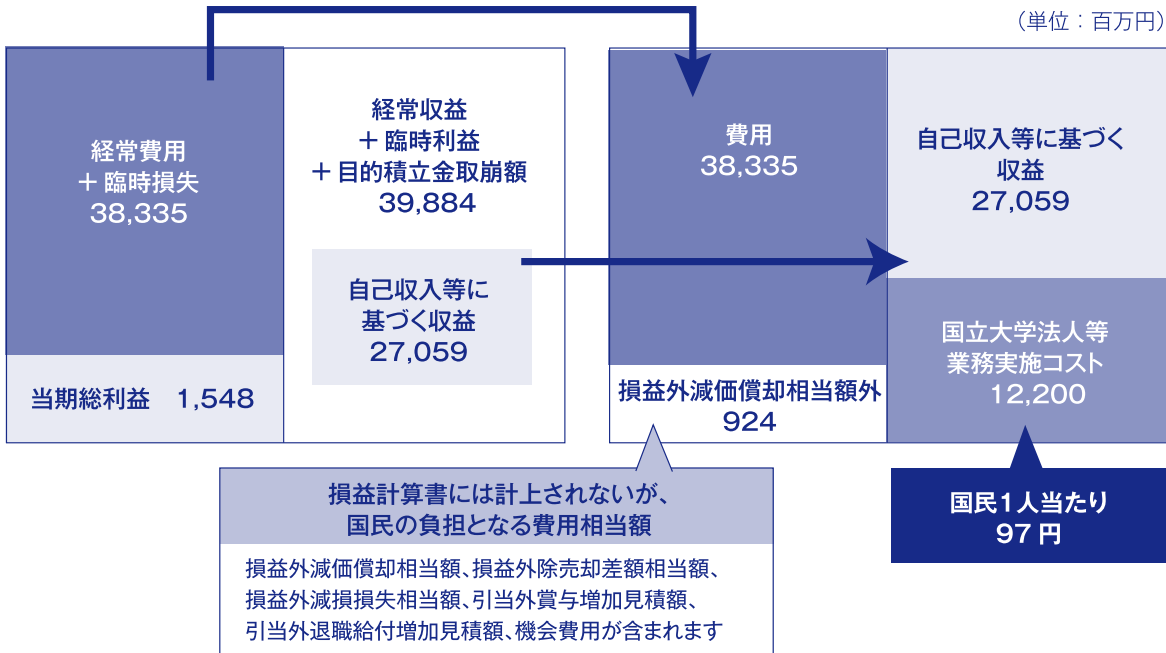 （単位：百万円）
経常費用
＋臨時損失
38,335
当期総利益　1,548
経常収益
＋臨時利益
＋目的積立金取崩額
39,884
自己収入等に
基づく収益
27,059
費用
38,335
損益外減価償却相当額外
924
自己収入等に基づく
収益
27,059
国立大学法人等
業務実施コスト
12,200
国民1人当たり
97円
損益計算書には計上されないが、
国民の負担となる費用相当額
損益外減価償却相当額、損益外除売却差額相当額、
損益外減損損失相当額、引当外賞与増加見積額、
引当外退職給付増加見積額、機会費用が含まれます